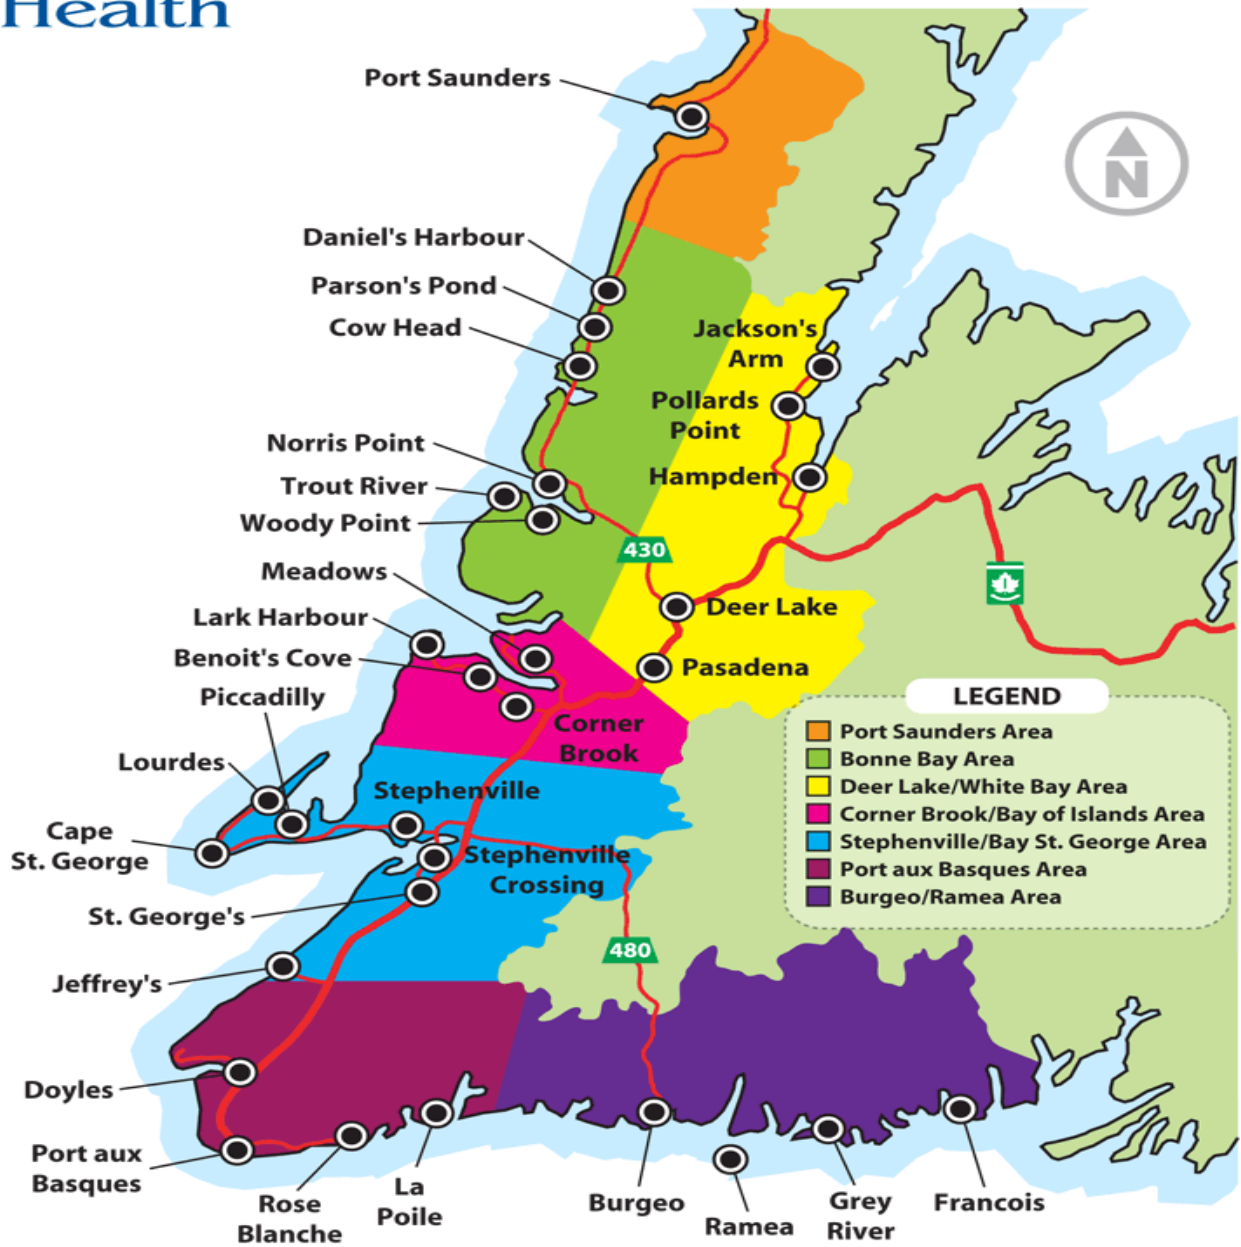 Health
Port Saunders
N
Daniel's Harbour
Parson's Pond
Cow Head
Jackson's
Arm
Pollards
Point
Norris Point
Hampden
Trout River
Woody Point
430
Meadows
1
Lark Harbour
Deer Lake
Benoit's Cove
Pasadena
Piccadilly
Corner
Brook
Lourdes
Stephenville
Cape
St. George
Stephenville
Crossing
St. George's
480
Jeffrey's
LEGEND
Port Saunders Area
Bonne Bay Area
Deer Lake/White Bay Area
Corner Brook/Bay of Islands Area
Stephenville/Bay St. George Area
Port aux Basques Area
Burgeo/Ramea Area
Doyles
Port aux
Basques
Rose
Blanche
La
Poile
Burgeo
Ramea
Grey
River
Francois